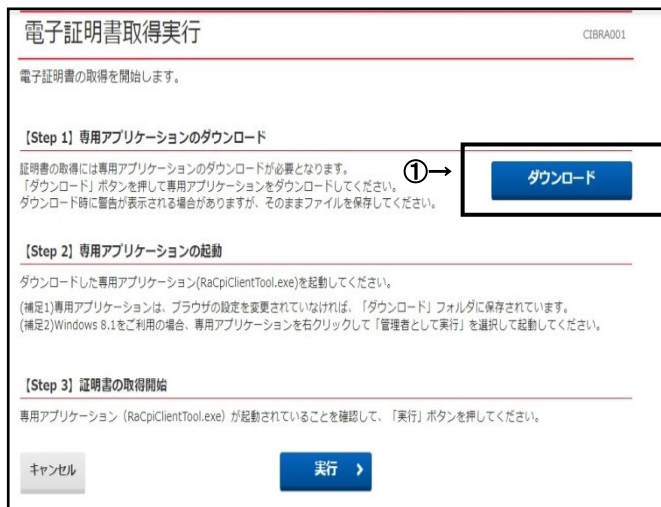 電子証明書取得実行
CIBRA001
電子証明書の取得を開始します。
【Step 1】専用アプリケーションのダウンロード
証明書の取得には専用アプリケーションのダウンロードが必要となります。
「ダウンロード」ボタンを押して専用アプリケーションをダウンロードしてください。
ダウンロード時に警告が表示される場合がありますが、そのままファイルを保存してください。
①→
ダウンロード
【Step 2】専用アプリケーションの起動
ダウンロードした専用アプリケーション(RaCpiClientTool.exe)を起動してください。
(補足1)専用アプリケーションは、ブラウザの設定を変更されていなければ、「ダウンロード」フォルダに保存されています。
(補足2)Windows 8.1をご利用の場合、専用アプリケーションを右クリックして「管理者として実行」を選択して起動してください。
【Step 3】証明書の取得開始
専用アプリケーション（RaCpiClientTool.exe）が起動されていることを確認して、「実行」ボタンを押してください。
キャンセル
実行 >